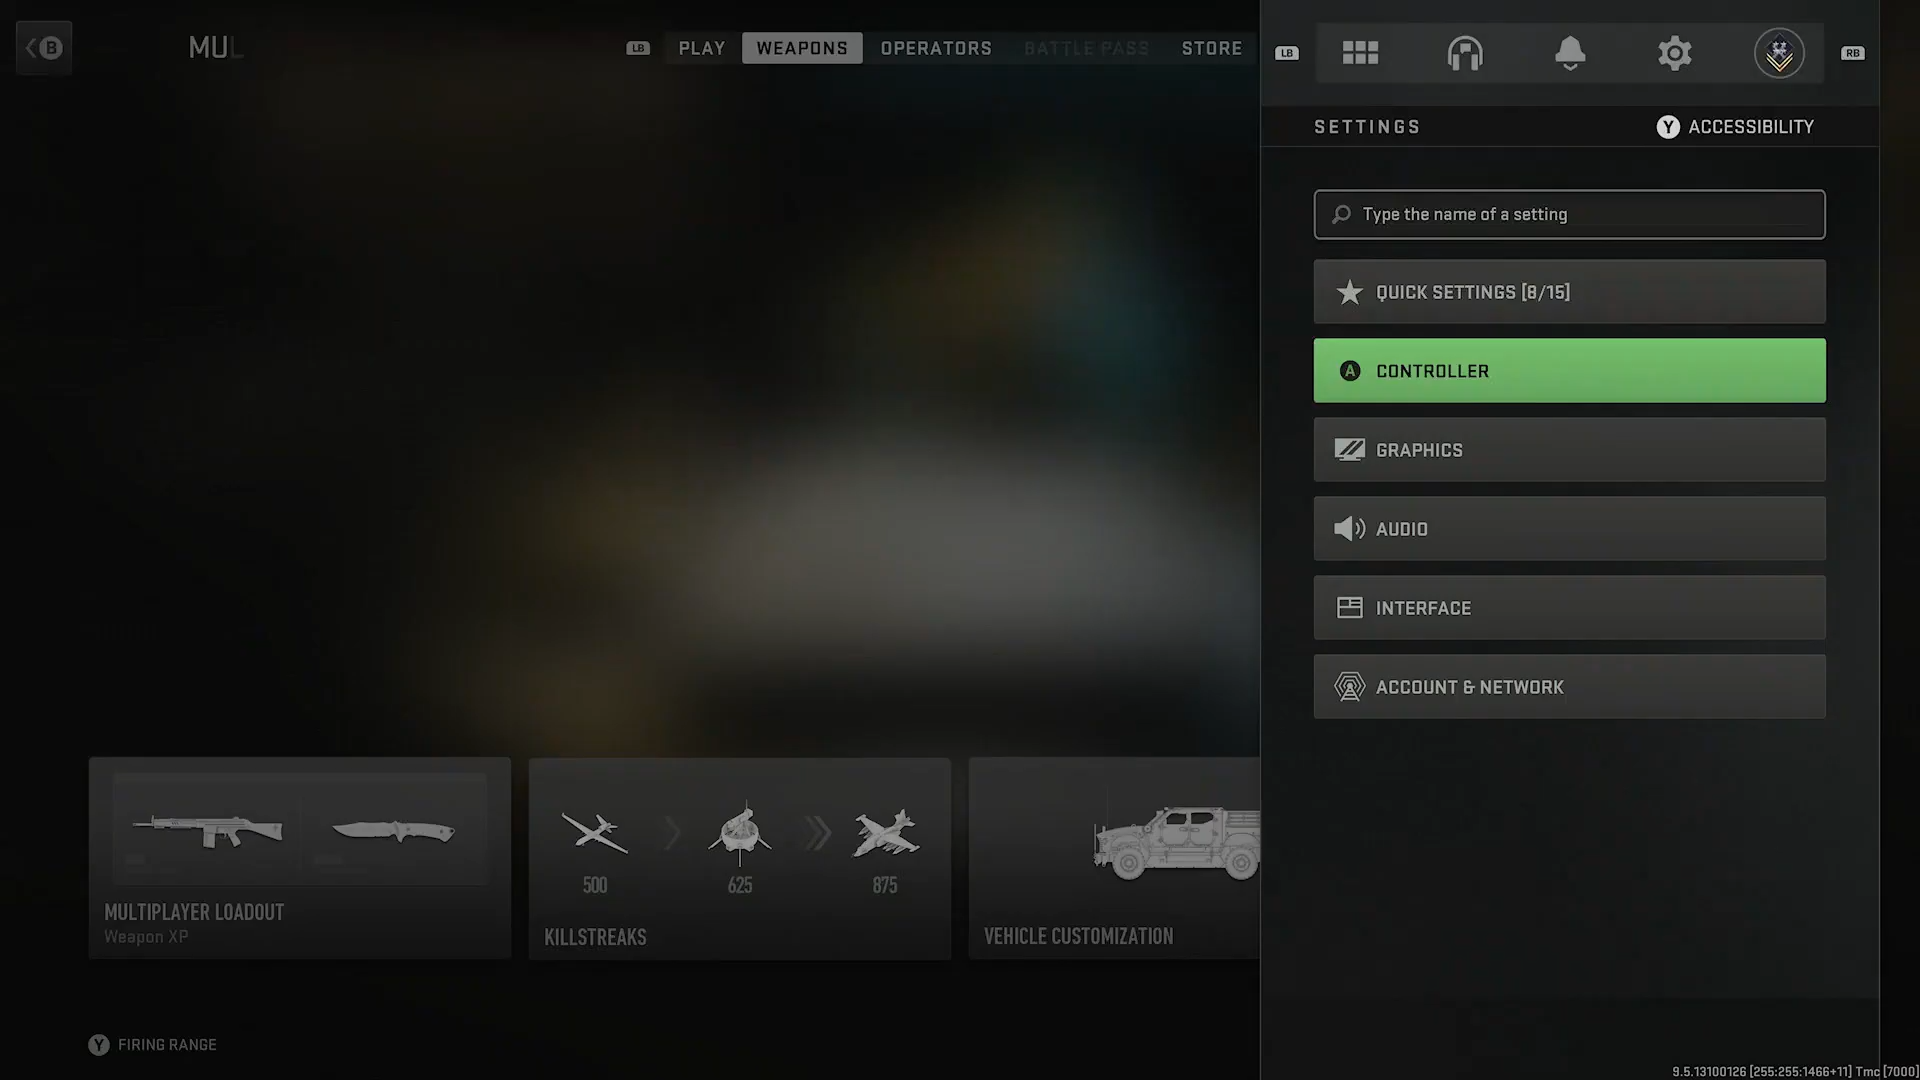 B
MUL
LB
PLAY
WEAPONS
OPERATORS
BATTLE PASS
STORE
LB
RB
SETTINGS
Y ACCESSIBILITY
Type the name of a setting
QUICK SETTINGS [8/15]
A CONTROLLER
GRAPHICS
AUDIO
INTERFACE
ACCOUNT & NETWORK
MULTIPLAYER LOADOUT
Weapon XP
500
625
875
KILLSTREAKS
VEHICLE CUSTOMIZATION
Y FIRING RANGE
9.5.13100126 [255:255:1466+11] Tmc [7000]